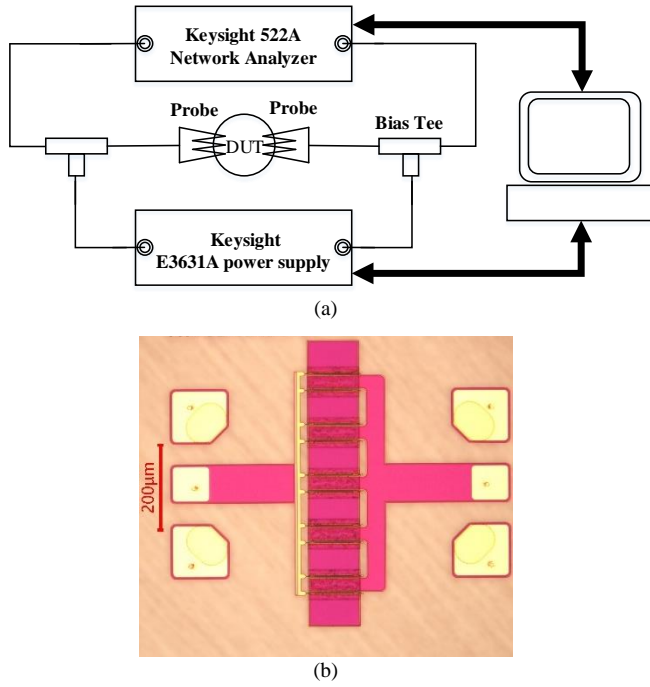 Keysight 522A
Network Analyzer
Probe
Probe
Bias Tee
DUT
Keysight
E3631A power supply
(a)
200μm
(b)